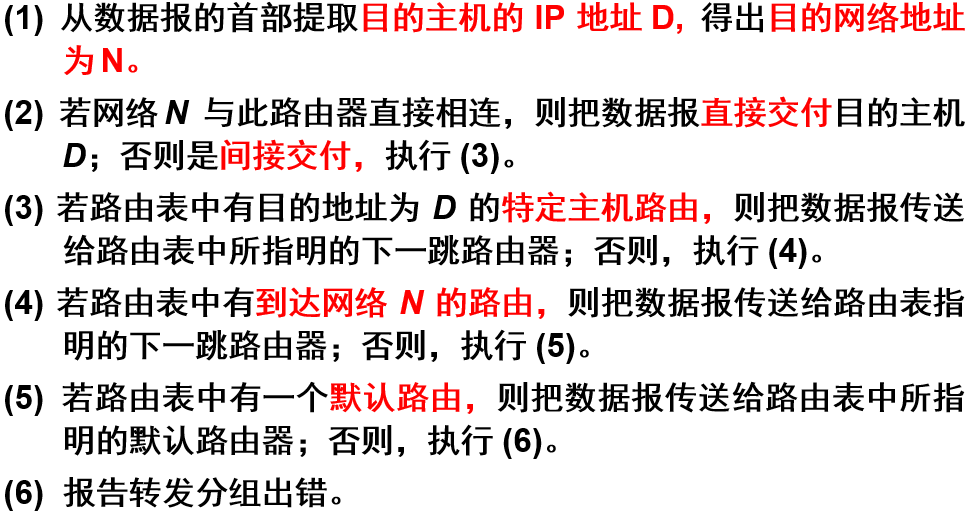 (1) 从数据报的首部提取目的主机的 IP 地址 D, 得出目的网络地址
为 N。
(2) 若网络 N 与此路由器直接相连，则把数据报直接交付目的主机
D；否则是间接交付，执行 (3)。
(3) 若路由表中有目的地址为 D 的特定主机路由，则把数据报传送
给路由表中所指明的下一跳路由器；否则，执行 (4)。
(4) 若路由表中有到达网络 N 的路由，则把数据报传送给路由表指
明的下一跳路由器；否则，执行 (5)。
(5) 若路由表中有一个默认路由，则把数据报传送给路由表中所指
明的默认路由器；否则，执行 (6)。
(6) 报告转发分组出错。